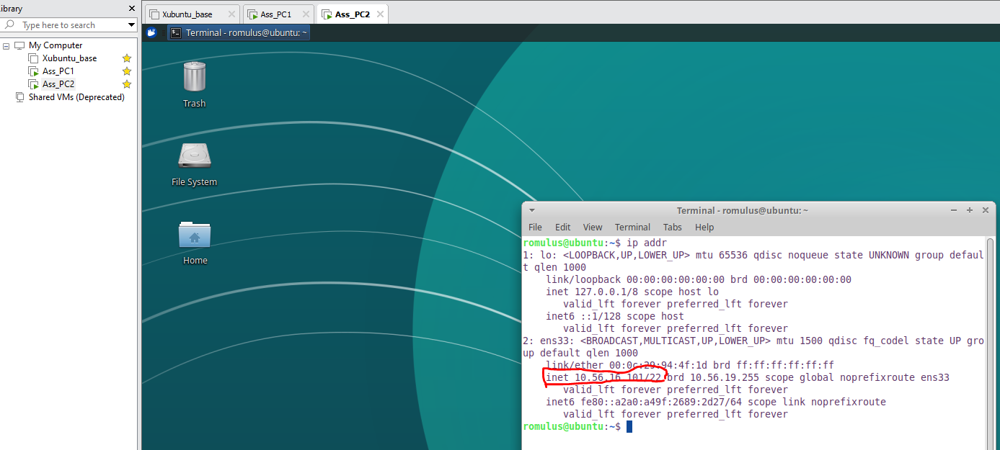 ibrary
Type here to search
My Computer
Xubuntu_base
Ass_PC1
Ass_PC2
Shared VMs (Deprecated)
Xubuntu_base
Ass_PC1
Ass_PC2
Terminal - romulus@ubuntu: ~
Trash
File System
Home
Terminal - romulus@ubuntu: ~
File Edit View Terminal Tabs Help
romulus@ubuntu:~$ ip addr
1: lo: <LOOPBACK,UP,LOWER_UP> mtu 65536 qdisc noqueue state UNKNOWN group defaul
t qlen 1000
link/loopback 00:00:00:00:00:00 brd 00:00:00:00:00:00
inet 127.0.0.1/8 scope host lo
valid_lft forever preferred_lft forever
inet6 ::1/128 scope host
valid_lft forever preferred_lft forever
2: ens33: <BROADCAST,MULTICAST,UP,LOWER_UP> mtu 1500 qdisc fq_codel state UP gro
up default qlen 1000
link/ether 00:0c:29:94:4f:1d brd ff:ff:ff:ff:ff:ff
inet 10.56.16.101/22 brd 10.56.19.255 scope global noprefixroute ens33
valid_lft forever preferred_lft forever
inet6 fe80::a2a0:a49f:2689:2d27/64 scope link noprefixroute
valid_lft forever preferred_lft forever
romulus@ubuntu:~$